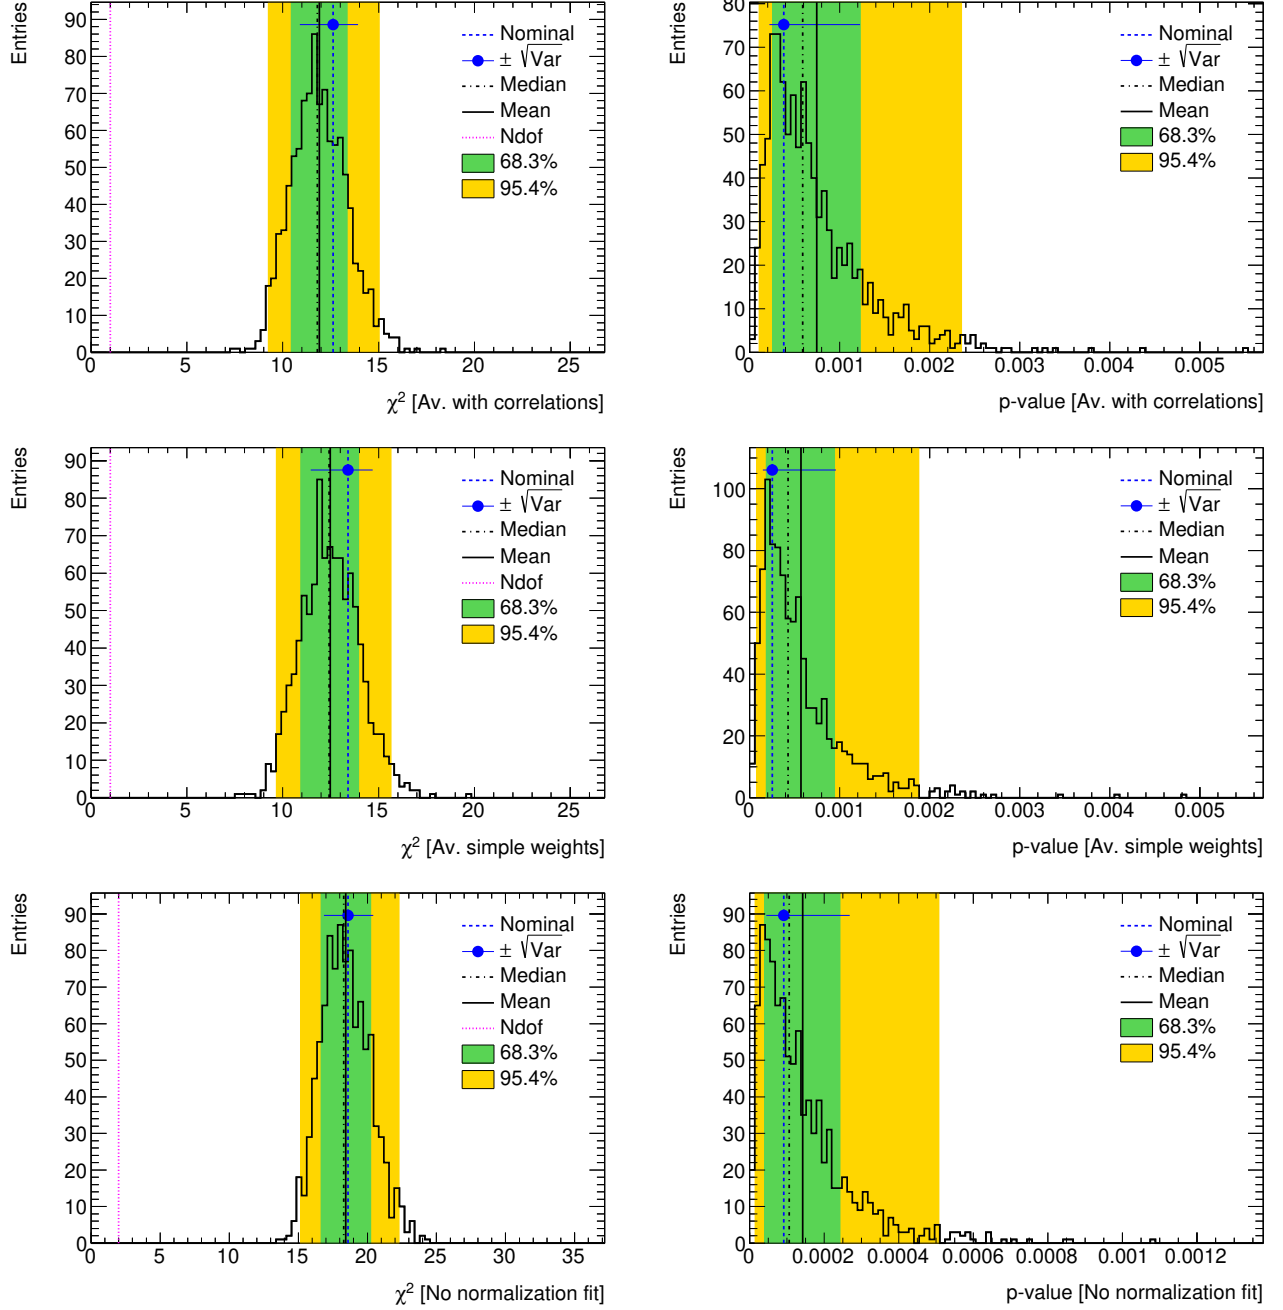 Entries
90
80
70
60
50
40
30
20
10
0
0 5 10 15 20 25
χ² [Av. with correlations]
Nominal
± √Var
Median
Mean
Ndof
68.3%
95.4%
Entries
80
70
60
50
40
30
20
10
0
0 0.001 0.002 0.003 0.004 0.005
p-value [Av. with correlations]
Nominal
± √Var
Median
Mean
68.3%
95.4%
Entries
90
80
70
60
50
40
30
20
10
0
0 5 10 15 20 25
χ² [Av. simple weights]
Nominal
± √Var
Median
Mean
Ndof
68.3%
95.4%
Entries
100
80
60
40
20
0
0 0.001 0.002 0.003 0.004 0.005
p-value [Av. simple weights]
Nominal
± √Var
Median
Mean
68.3%
95.4%
Entries
90
80
70
60
50
40
30
20
10
0
0 5 10 15 20 25 30 35
χ² [No normalization fit]
Nominal
± √Var
Median
Mean
Ndof
68.3%
95.4%
Entries
90
80
70
60
50
40
30
20
10
0
0 0.0002 0.0004 0.0006 0.0008 0.001 0.0012
p-value [No normalization fit]
Nominal
± √Var
Median
Mean
68.3%
95.4%